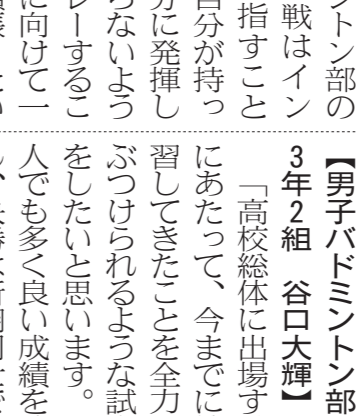 ントン部の
戦はイン
指すこと
自分が持っ
分に発揮し
らないよう
レーするこ
に向けて一
【男子バドミントン部
3年2組　谷口大輝】
「高校総体に出場す
にあたって、今までに
習してきたことを全力
ぶつけられるような試
をしたいと思います。
人でも多く良い成績を